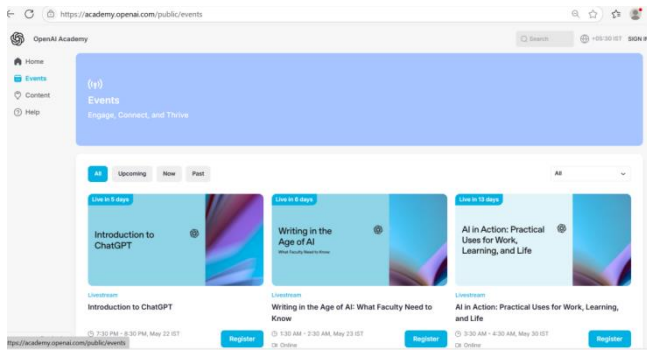 https://academy.openai.com/public/events
OpenAI Academy
Search
SIGN IN
Home
Events
Content
Help
Events
Engage, Connect, and Thrive
All
Upcoming
Now
Past
All
Live in 5 days
Introduction to
ChatGPT
Livestream
Introduction to ChatGPT
7:30 PM - 8:30 PM, May 22 IST
Register
Live in 6 days
Writing in the
Age of AI
What Faculty Need to Know
Livestream
Writing in the Age of AI: What Faculty Need to
Know
1:30 AM - 2:30 AM, May 23 IST
Online
Register
Live in 13 days
AI in Action: Practical
Uses for Work,
Learning, and Life
Livestream
AI in Action: Practical Uses for Work, Learning,
and Life
3:30 AM - 4:30 AM, May 30 IST
Online
Register
ttps://academy.openai.com/public/events